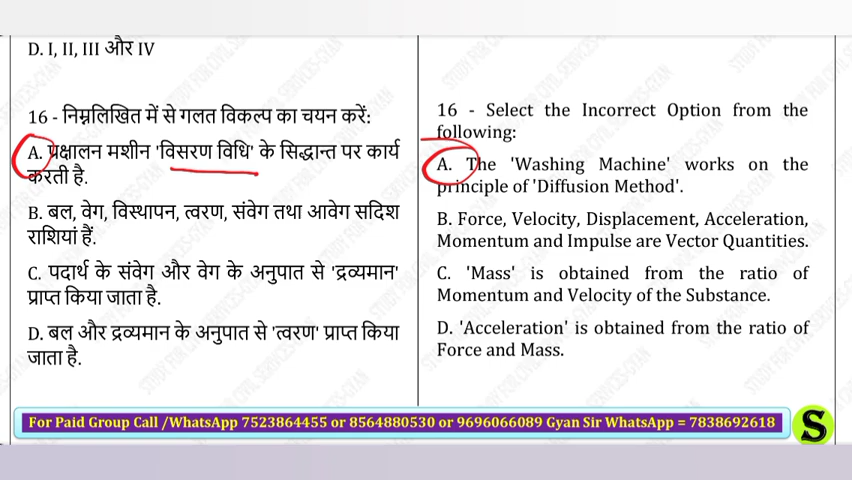 D. I, II, III और IV
16 - निम्नलिखित में से गलत विकल्प का चयन करें:
A. प्रक्षालन मशीन 'विसरण विधि' के सिद्धान्त पर कार्य
करती है.
B. बल, वेग, विस्थापन, त्वरण, संवेग तथा आवेग सदिश
राशियां हैं.
C. पदार्थ के संवेग और वेग के अनुपात से 'द्रव्यमान'
प्राप्त किया जाता है.
D. बल और द्रव्यमान के अनुपात से 'त्वरण' प्राप्त किया
जाता है.
16 - Select the Incorrect Option from the
following:
A. The 'Washing Machine' works on the
principle of 'Diffusion Method'.
B. Force, Velocity, Displacement, Acceleration,
Momentum and Impulse are Vector Quantities.
C. 'Mass' is obtained from the ratio of
Momentum and Velocity of the Substance.
D. 'Acceleration' is obtained from the ratio of
Force and Mass.
For Paid Group Call /WhatsApp 7523864455 or 8564880530 or 9696066089 Gyan Sir WhatsApp = 7838692618
S